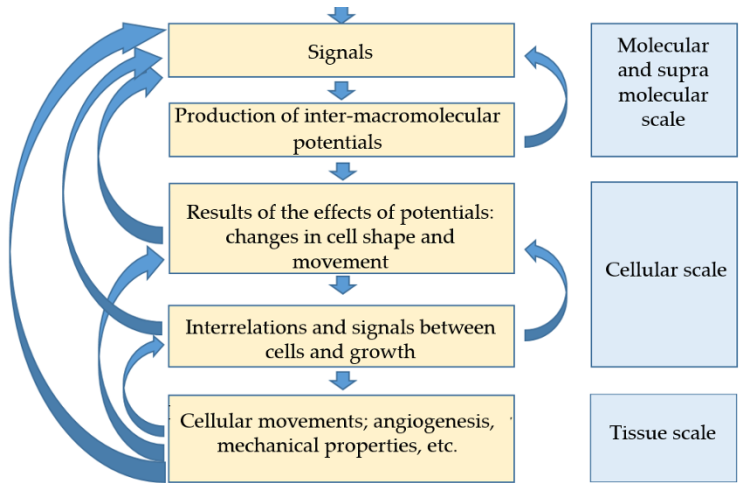 Signals
Molecular
and supra
molecular
scale
Production of inter-macromolecular
potentials
Results of the effects of potentials:
changes in cell shape and
movement
Cellular scale
Interrelations and signals between
cells and growth
Cellular movements; angiogenesis,
mechanical properties, etc.
Tissue scale